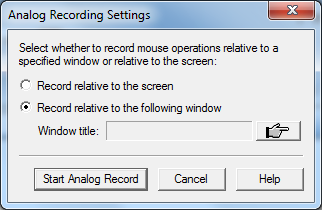 Analog Recording Settings
Select whether to record mouse operations relative to a
specified window or relative to the screen:
Record relative to the screen
Record relative to the following window
Window title:
Start Analog Record Cancel Help